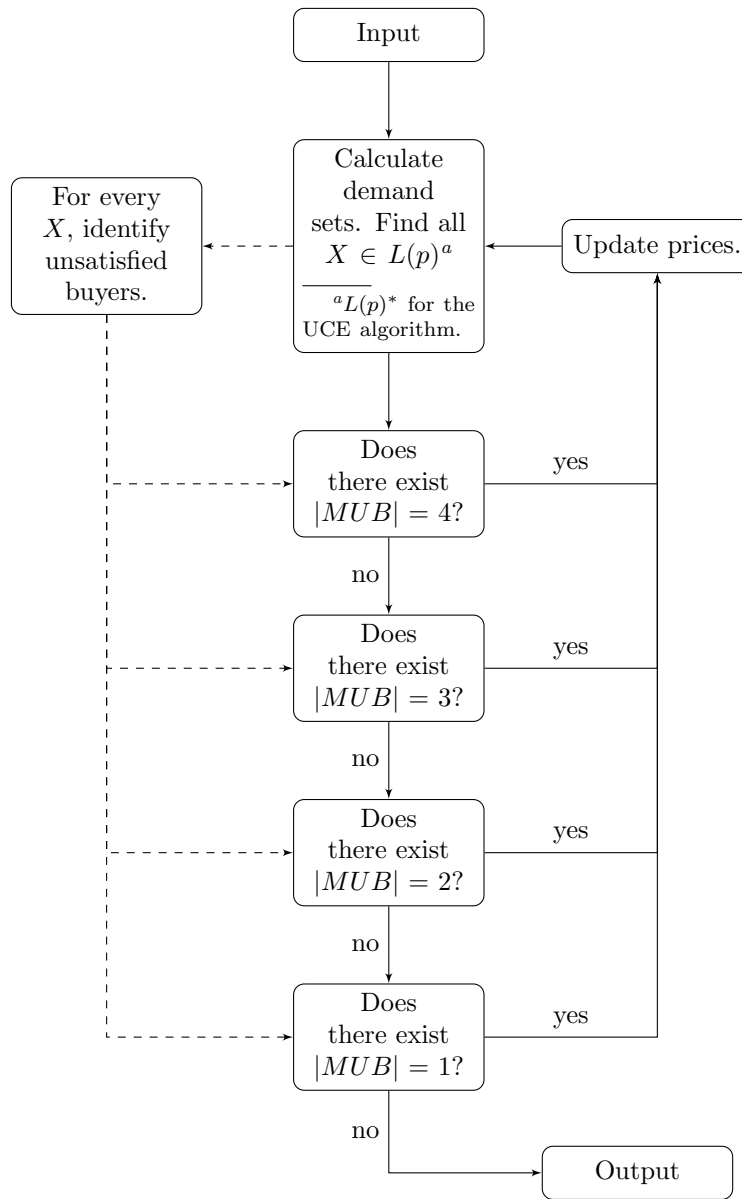 Input
Calculate
demand
sets. Find all
X ∈ L(p)ᵃ
ᵃL(p)* for the
UCE algorithm.
For every
X, identify
unsatisfied
buyers.
Update prices.
Does
there exist
|MUB| = 4?
yes
no
Does
there exist
|MUB| = 3?
yes
no
Does
there exist
|MUB| = 2?
yes
no
Does
there exist
|MUB| = 1?
yes
no
Output